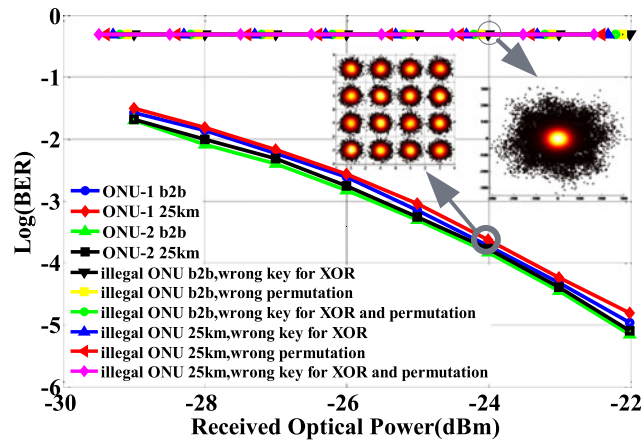 0
-1
-2
-3
-4
-5
-6
Log(BER)
ONU-1 b2b
ONU-1 25km
ONU-2 b2b
ONU-2 25km
illegal ONU b2b,wrong key for XOR
illegal ONU b2b,wrong permutation
illegal ONU b2b,wrong key for XOR and permutation
illegal ONU 25km,wrong key for XOR
illegal ONU 25km,wrong permutation
illegal ONU 25km,wrong key for XOR and permutation
-30 -28 -26 -24 -22
Received Optical Power(dBm)